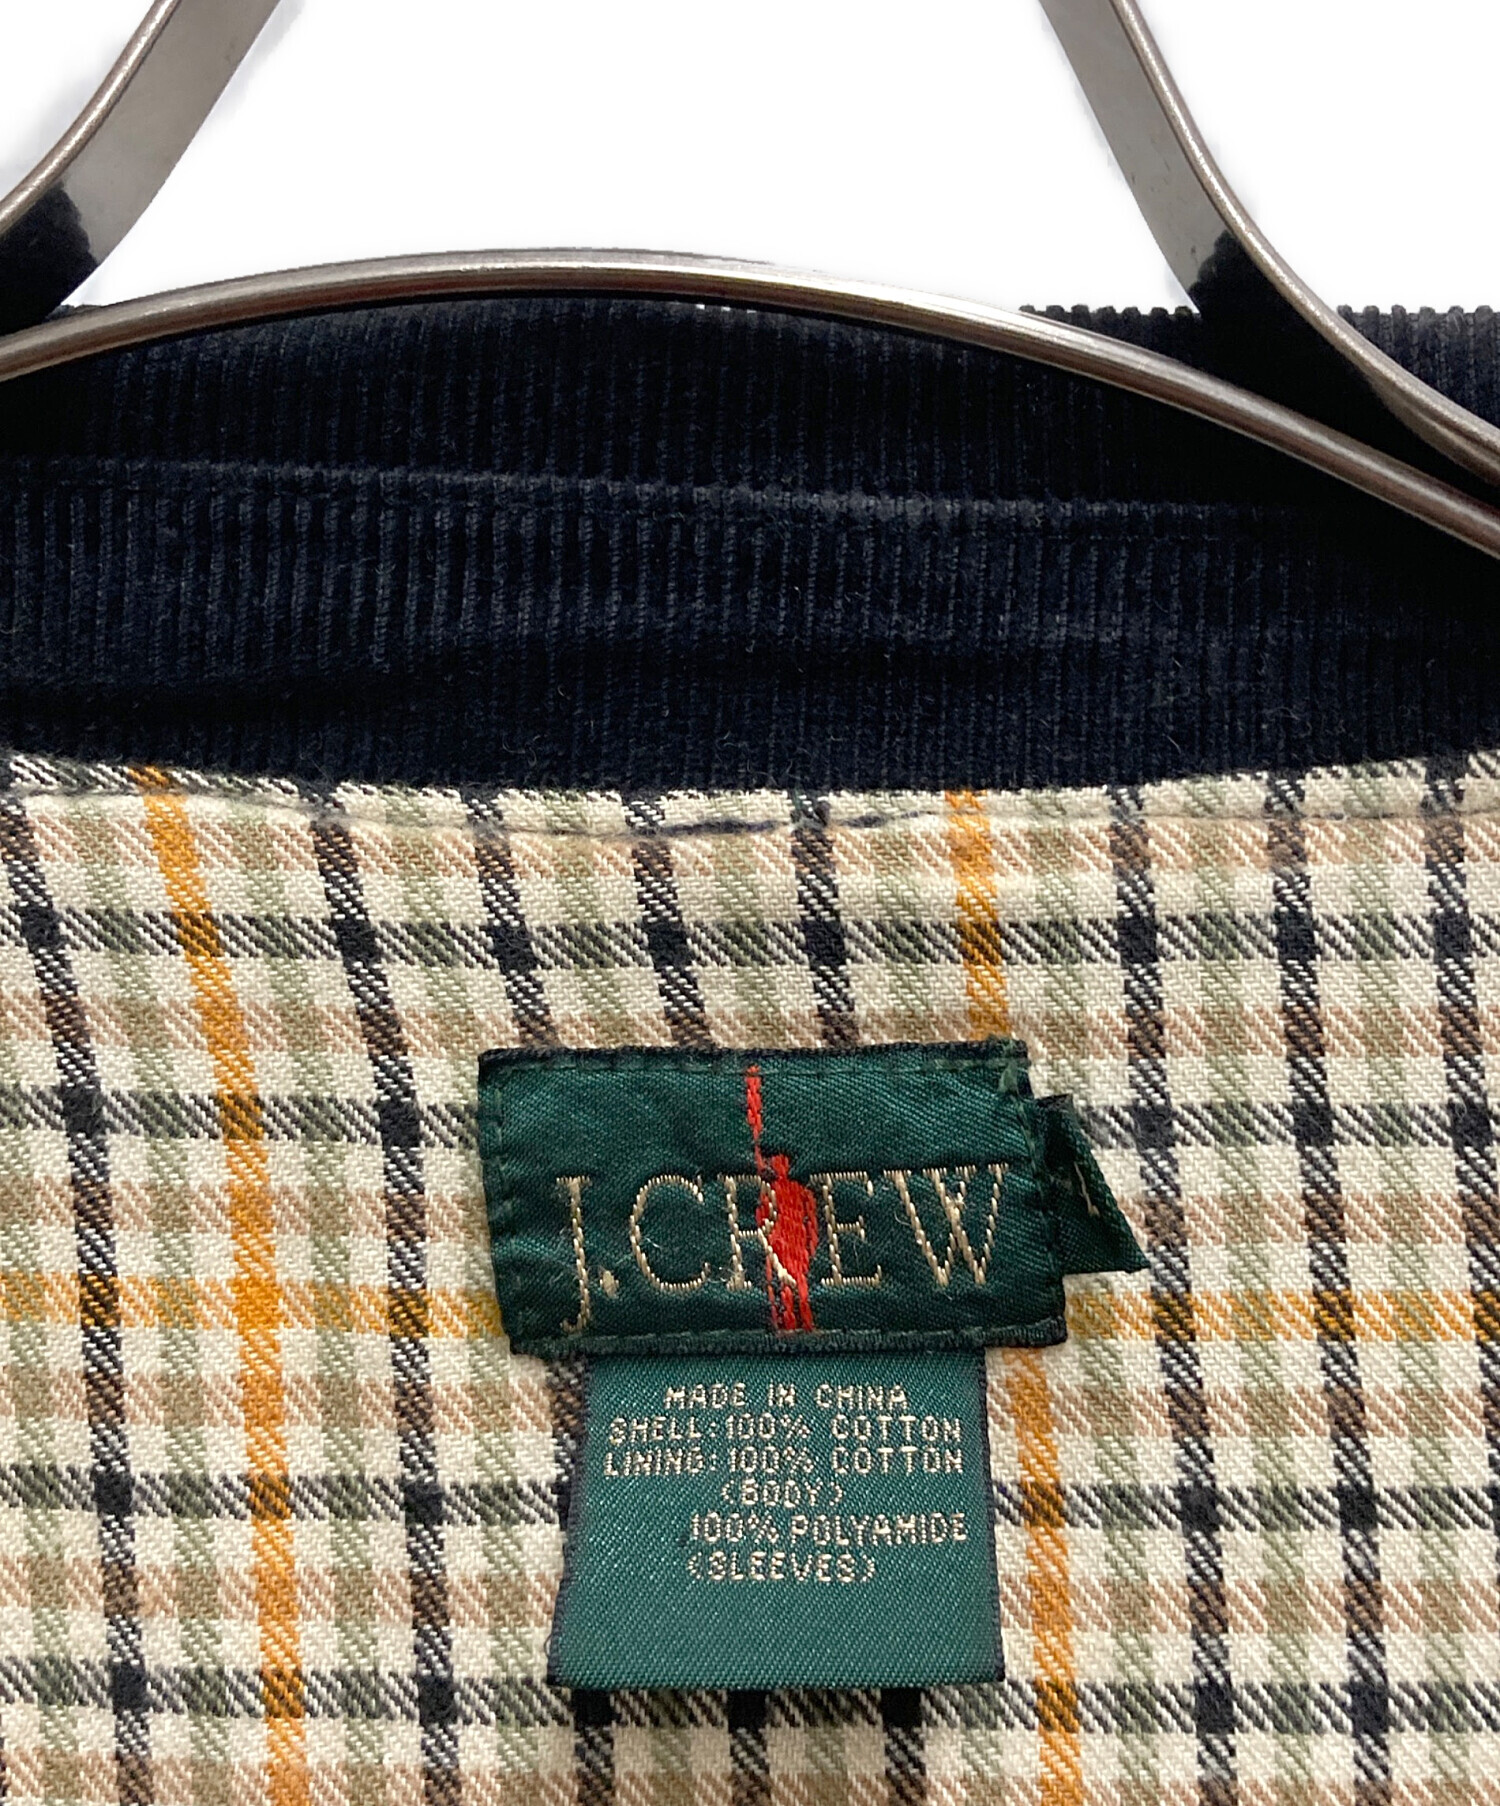 J.CREW
MADE IN CHINA
SHELL:100% COTTON
LINING:100% COTTON
(BODY)
100% POLYAMIDE
(SLEEVES)